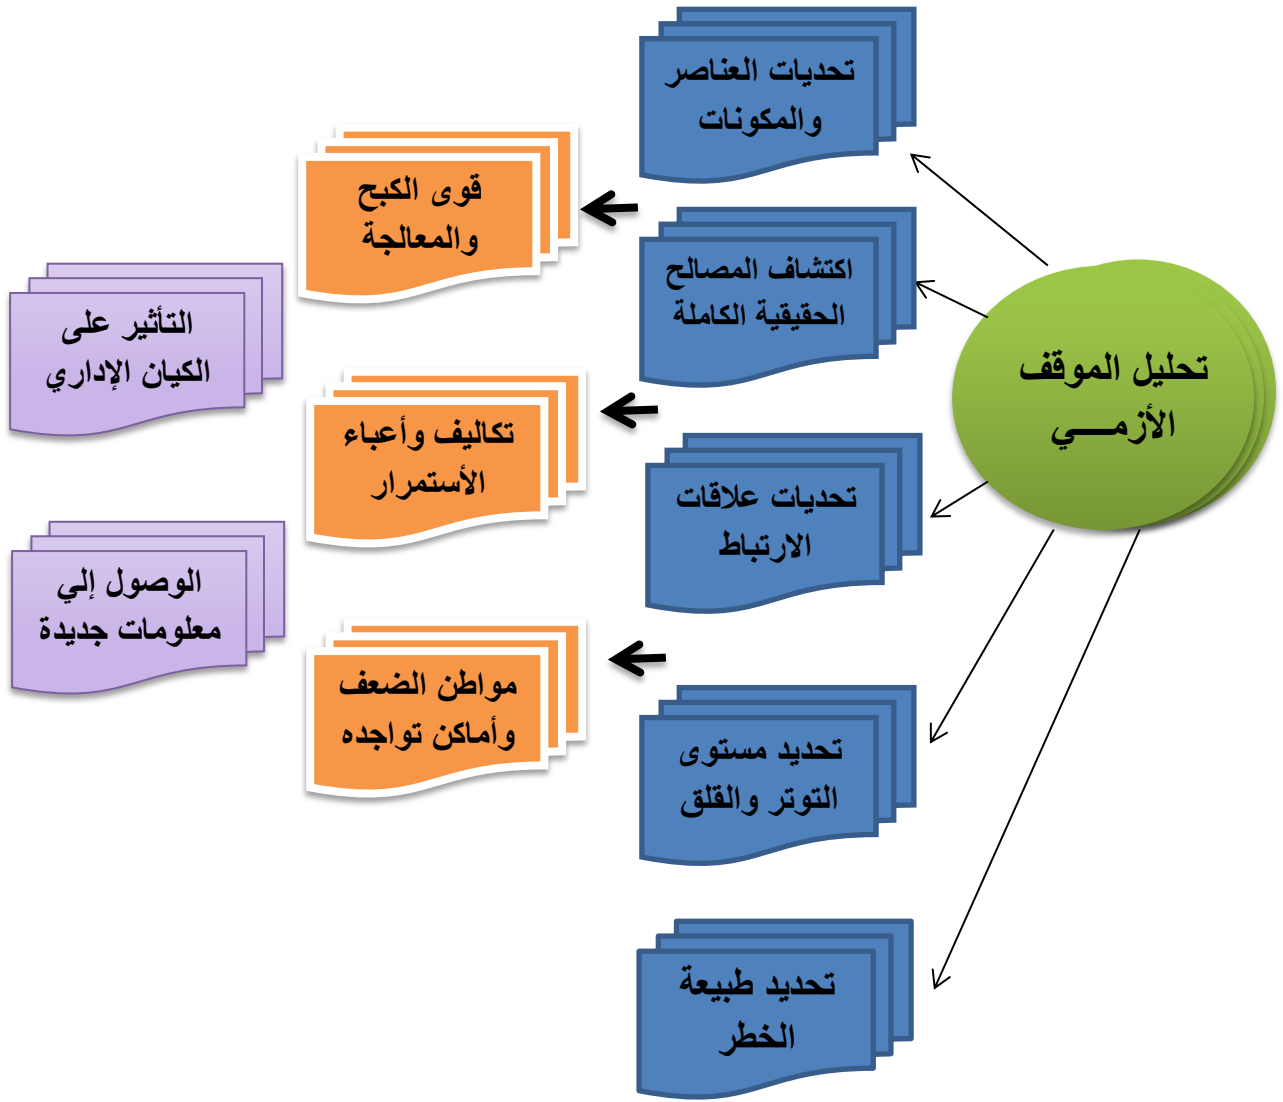 تحليل الموقف
الأزمـــــي
تحديات العناصر
والمكونات
اكتشاف المصالح
الحقيقية الكاملة
تحديات علاقات
الارتباط
تحديد مستوى
التوتر والقلق
تحديد طبيعة
الخطر
قوى الكبح
والمعالجة
تكاليف وأعباء
الأستمرار
مواطن الضعف
وأماكن تواجده
التأثير على
الكيان الإداري
الوصول إلي
معلومات جديدة